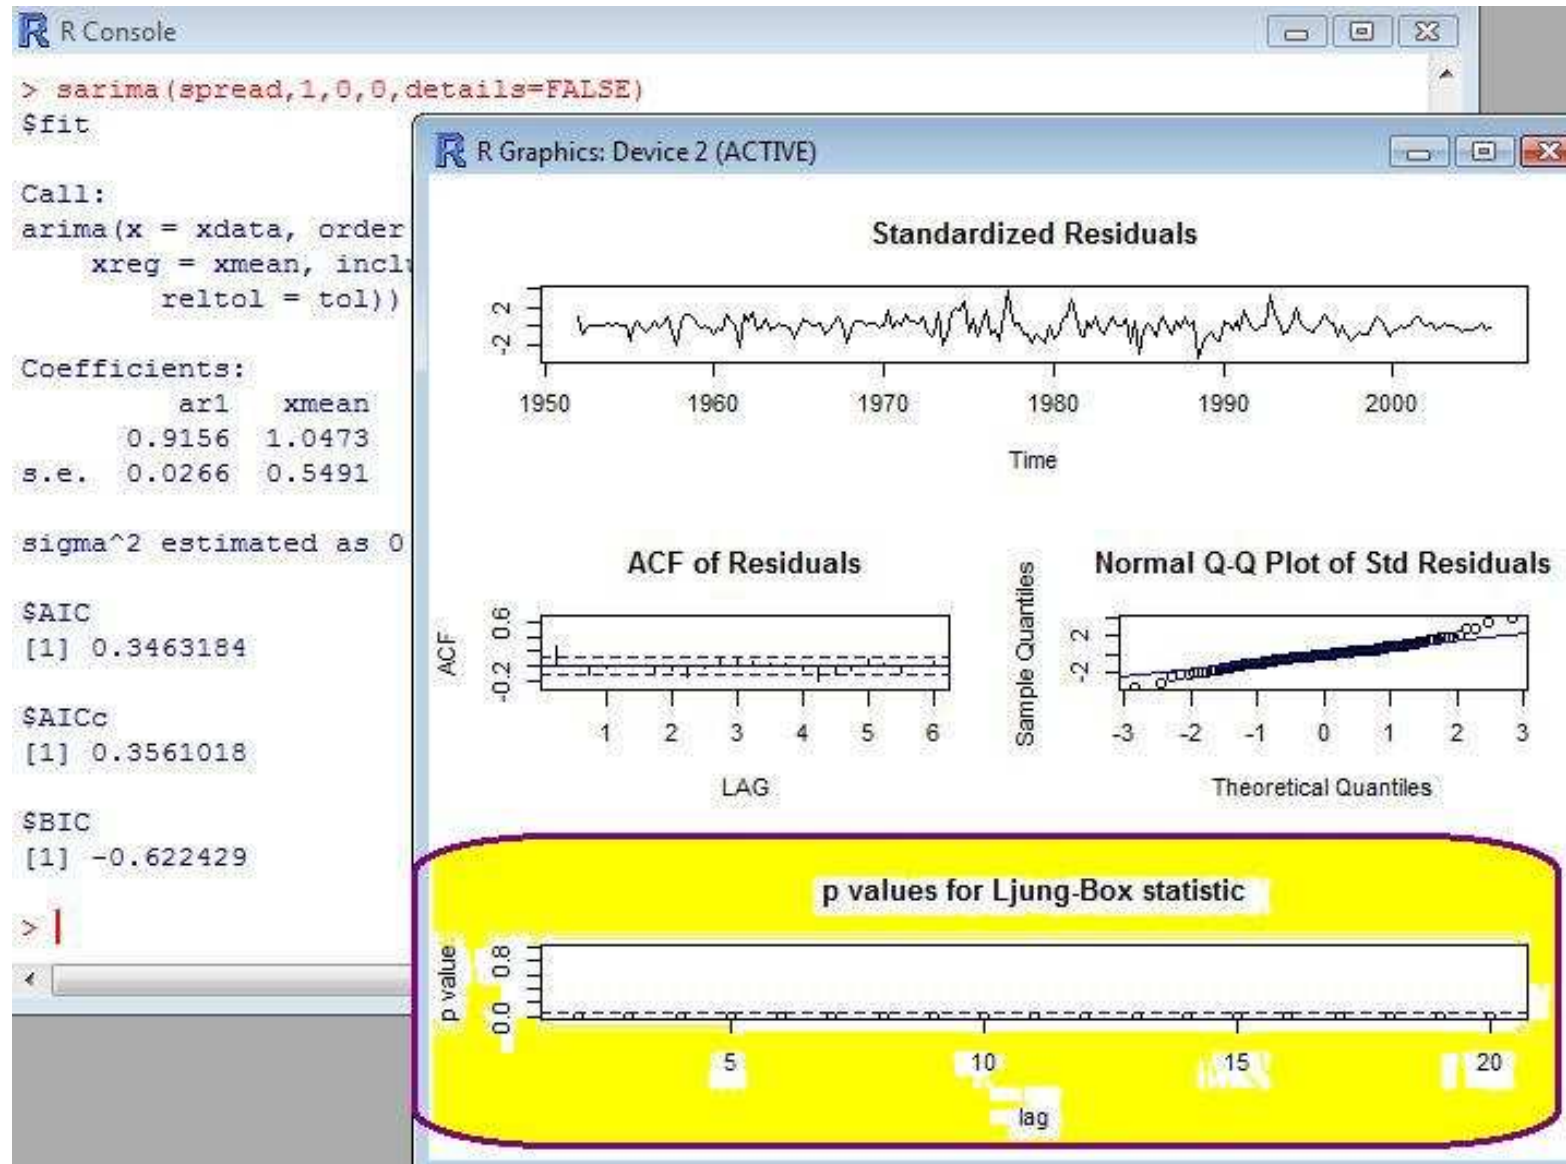 R Console
> sarima(spread,1,0,0,details=FALSE)
$fit
Call:
arima(x = xdata, order
xreg = xmean, incl
reltol = tol))
Coefficients:
ar1 xmean
0.9156 1.0473
s.e. 0.0266 0.5491
sigma^2 estimated as 0
$AIC
[1] 0.3463184
$AICc
[1] 0.3561018
$BIC
[1] -0.622429
>
R Graphics: Device 2 (ACTIVE)
Standardized Residuals
2
-2
1950 1960 1970 1980 1990 2000
Time
ACF of Residuals
ACF
0.6
-0.2
1 2 3 4 5 6
LAG
Normal Q-Q Plot of Std Residuals
Sample Quantiles
2
-2
-3 -2 -1 0 1 2 3
Theoretical Quantiles
p values for Ljung-Box statistic
p value
0.8
0.0
5 10 15 20
lag